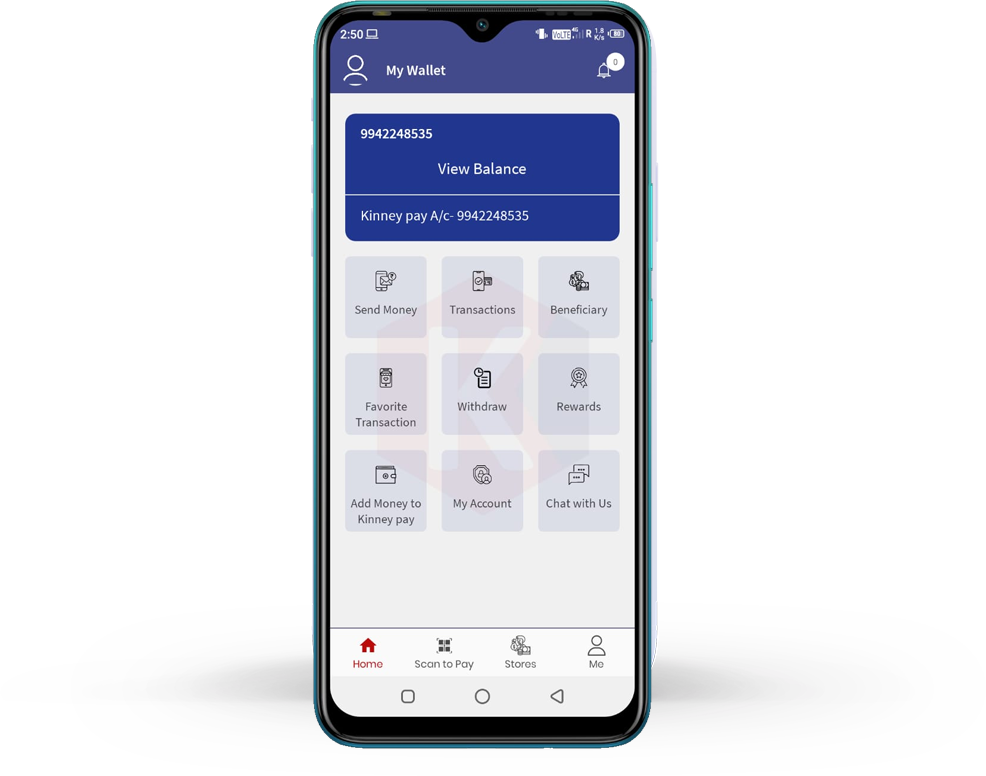 2:50
VoLTE 4G R 1.8 K/s 80
My Wallet
0
9942248535
View Balance
Kinney pay A/c- 9942248535
Send Money
Transactions
Beneficiary
Favorite
Transaction
Withdraw
Rewards
Add Money to
Kinney pay
My Account
Chat with Us
Home
Scan to Pay
Stores
Me